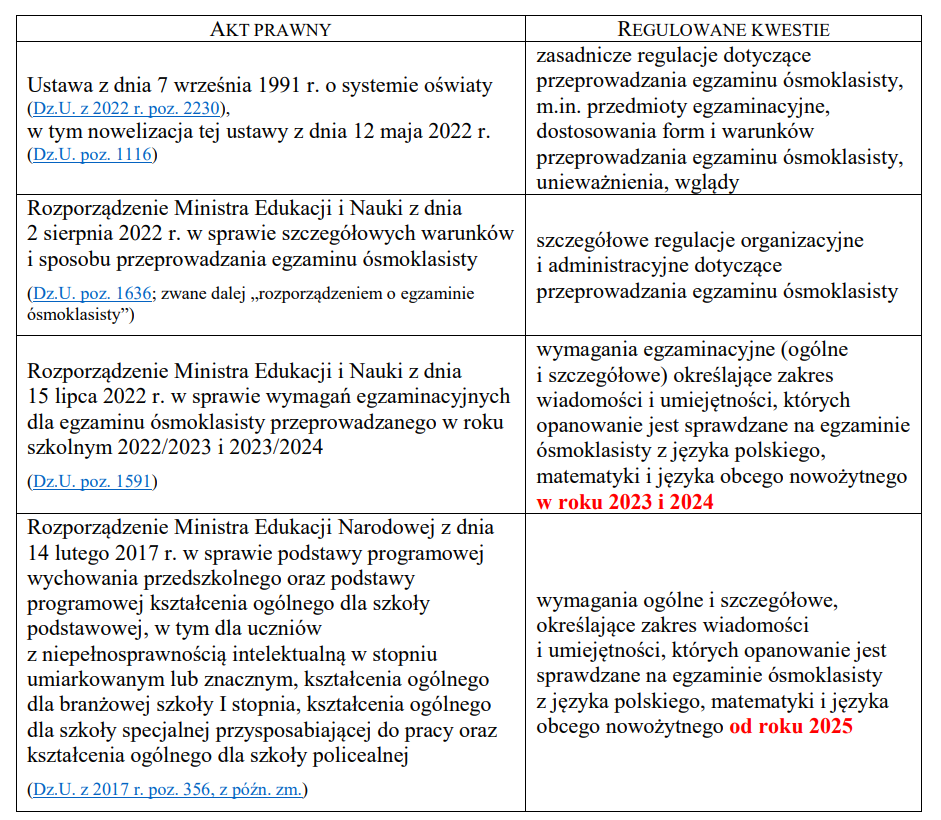 AKT PRAWNY
REGULOWANE KWESTIE
Ustawa z dnia 7 września 1991 r. o systemie oświaty
(Dz.U. z 2022 r. poz. 2230),
w tym nowelizacja tej ustawy z dnia 12 maja 2022 r.
(Dz.U. poz. 1116)
zasadnicze regulacje dotyczące
przeprowadzania egzaminu ósmoklasisty,
m.in. przedmioty egzaminacyjne,
dostosowania form i warunków
przeprowadzania egzaminu ósmoklasisty,
unieważnienia, wglądy
Rozporządzenie Ministra Edukacji i Nauki z dnia
2 sierpnia 2022 r. w sprawie szczegółowych warunków
i sposobu przeprowadzania egzaminu ósmoklasisty
(Dz.U. poz. 1636; zwane dalej „rozporządzeniem o egzaminie
ósmoklasisty”)
szczegółowe regulacje organizacyjne
i administracyjne dotyczące
przeprowadzania egzaminu ósmoklasisty
Rozporządzenie Ministra Edukacji i Nauki z dnia
15 lipca 2022 r. w sprawie wymagań egzaminacyjnych
dla egzaminu ósmoklasisty przeprowadzanego w roku
szkolnym 2022/2023 i 2023/2024
(Dz.U. poz. 1591)
wymagania egzaminacyjne (ogólne
i szczegółowe) określające zakres
wiadomości i umiejętności, których
opanowanie jest sprawdzane na egzaminie
ósmoklasisty z języka polskiego,
matematyki i języka obcego nowożytnego
w roku 2023 i 2024
Rozporządzenie Ministra Edukacji Narodowej z dnia
14 lutego 2017 r. w sprawie podstawy programowej
wychowania przedszkolnego oraz podstawy
programowej kształcenia ogólnego dla szkoły
podstawowej, w tym dla uczniów
z niepełnosprawnością intelektualną w stopniu
umiarkowanym lub znacznym, kształcenia ogólnego
dla branżowej szkoły I stopnia, kształcenia ogólnego
dla szkoły specjalnej przysposabiającej do pracy oraz
kształcenia ogólnego dla szkoły policealnej
(Dz.U. z 2017 r. poz. 356, z późn. zm.)
wymagania ogólne i szczegółowe,
określające zakres wiadomości
i umiejętności, których opanowanie jest
sprawdzane na egzaminie ósmoklasisty
z języka polskiego, matematyki i języka
obcego nowożytnego od roku 2025